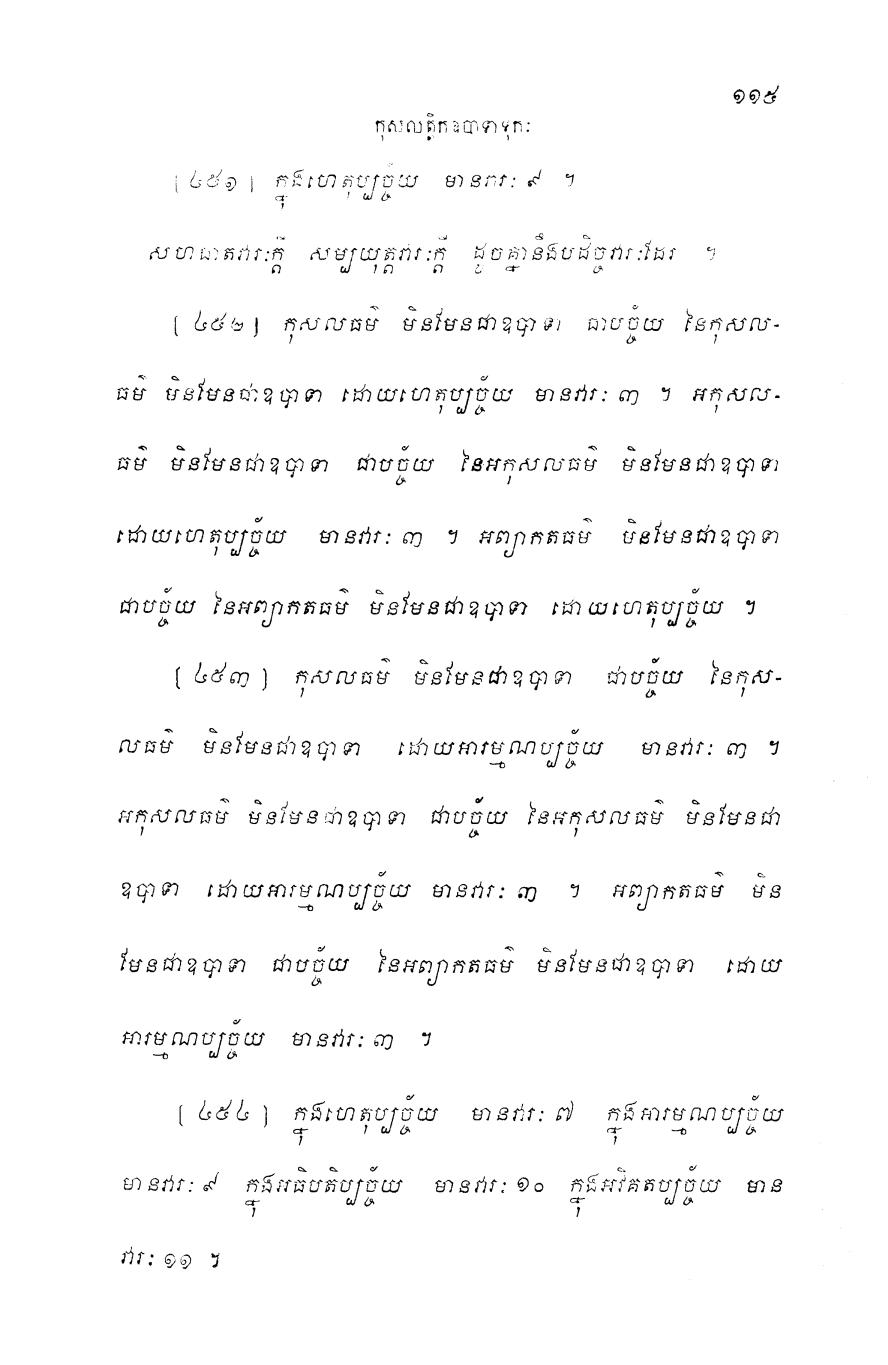 ១១៥
កុសលត្តិកឧបាទាទុកៈ
[ ៤៥១ ] ក្នុងហេតុប្បច្ច័យ មានវារៈ ៩ ។
សហជាតវារៈក្តី សម្បយុត្តវារៈក្តី ដូចគ្នានឹងបដិច្ចវារៈដែរ ។
[ ៤៥២ ] កុសលធម៌ មិនមែនជាឧបាទា ជាបច្ច័យ នៃកុសល-
ធម៌ មិនមែនជាឧបាទា ដោយហេតុប្បច្ច័យ មានវារៈ ៣ ។ អកុសល-
ធម៌ មិនមែនជាឧបាទា ជាបច្ច័យ នៃអកុសលធម៌ មិនមែនជាឧបាទា
ដោយហេតុប្បច្ច័យ មានវារៈ ៣ ។ អព្យាកតធម៌ មិនមែនជាឧបាទា
ជាបច្ច័យ នៃអព្យាកតធម៌ មិនមែនជាឧបាទា ដោយហេតុប្បច្ច័យ ។
[ ៤៥៣ ] កុសលធម៌ មិនមែនជាឧបាទា ជាបច្ច័យ នៃកុស-
លធម៌ មិនមែនជាឧបាទា ដោយអារម្មណប្បច្ច័យ មានវារៈ ៣ ។
អកុសលធម៌ មិនមែនជាឧបាទា ជាបច្ច័យ នៃអកុសលធម៌ មិនមែនជា
ឧបាទា ដោយអារម្មណប្បច្ច័យ មានវារៈ ៣ ។ អព្យាកតធម៌ មិន
មែនជាឧបាទា ជាបច្ច័យ នៃអព្យាកតធម៌ មិនមែនជាឧបាទា ដោយ
អារម្មណប្បច្ច័យ មានវារៈ ៣ ។
[ ៤៥៤ ] ក្នុងហេតុប្បច្ច័យ មានវារៈ ៧ ក្នុងអារម្មណប្បច្ច័យ
មានវារៈ ៩ ក្នុងអធិបតិប្បច្ច័យ មានវារៈ ១០ ក្នុងអវិគតប្បច្ច័យ មាន
វារៈ ១១ ។